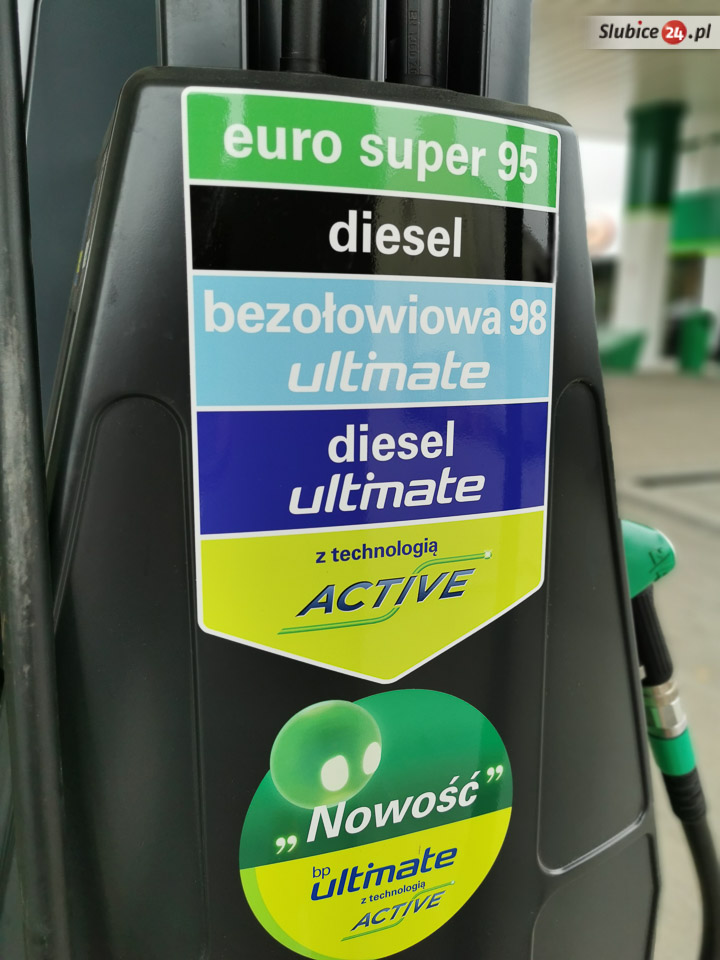 Slubice24.pl
euro super 95
diesel
bezołowiowa 98
ultimate
diesel
ultimate
z technologią
ACTIVE
„Nowość”
bp
ultimate
z technologią
ACTIVE